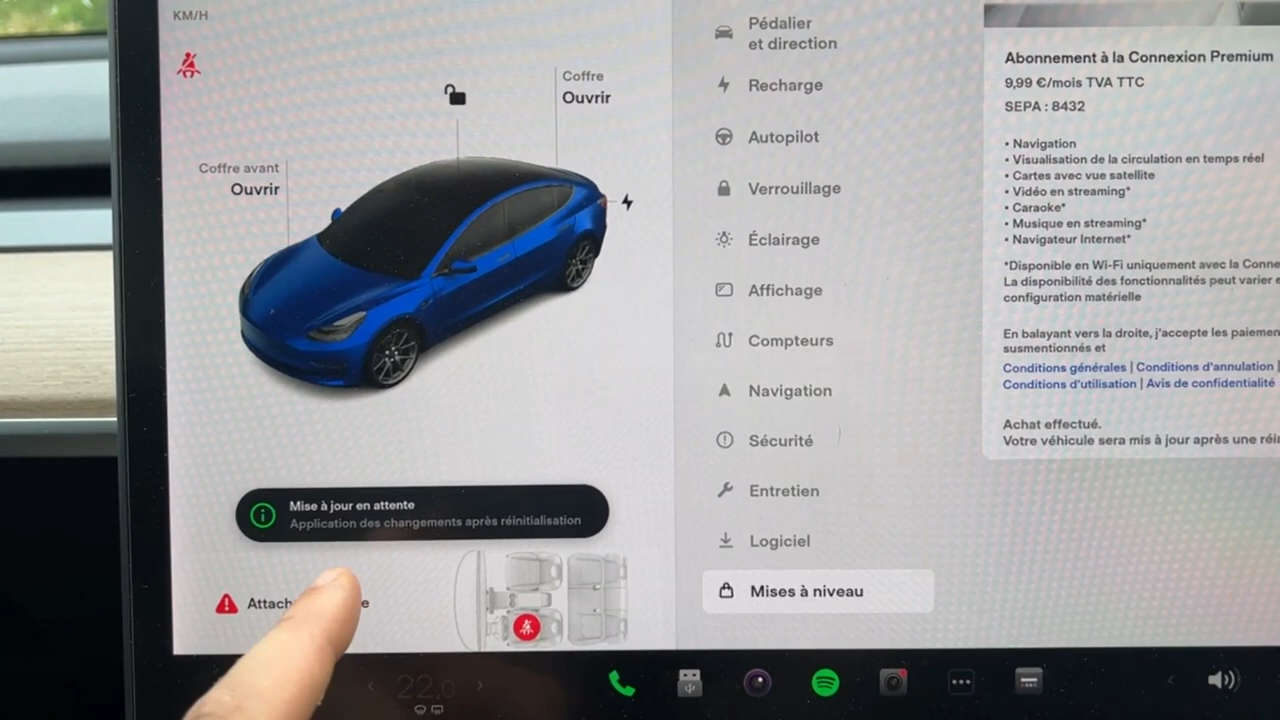 KM/H
Coffre
Ouvrir
Coffre avant
Ouvrir
Mise à jour en attente
Application des changements après réinitialisation
Attach
e
22.0
Pédalier
et direction
Recharge
Autopilot
Verrouillage
Éclairage
Affichage
Compteurs
Navigation
Sécurité
Entretien
Logiciel
Mises à niveau
Abonnement à la Connexion Premium
9,99 €/mois TVA TTC
SEPA : 8432
• Navigation
• Visualisation de la circulation en temps réel
• Cartes avec vue satellite
• Vidéo en streaming*
• Caraoke*
• Musique en streaming*
• Navigateur Internet*
*Disponible en Wi-Fi uniquement avec la Conne
La disponibilité des fonctionnalités peut varier
configuration matérielle
En balayant vers la droite, j'accepte les paiemen
susmentionnés et
Conditions générales | Conditions d'annulation |
Conditions d'utilisation | Avis de confidentialité
Achat effectué.
Votre véhicule sera mis à jour après une réi